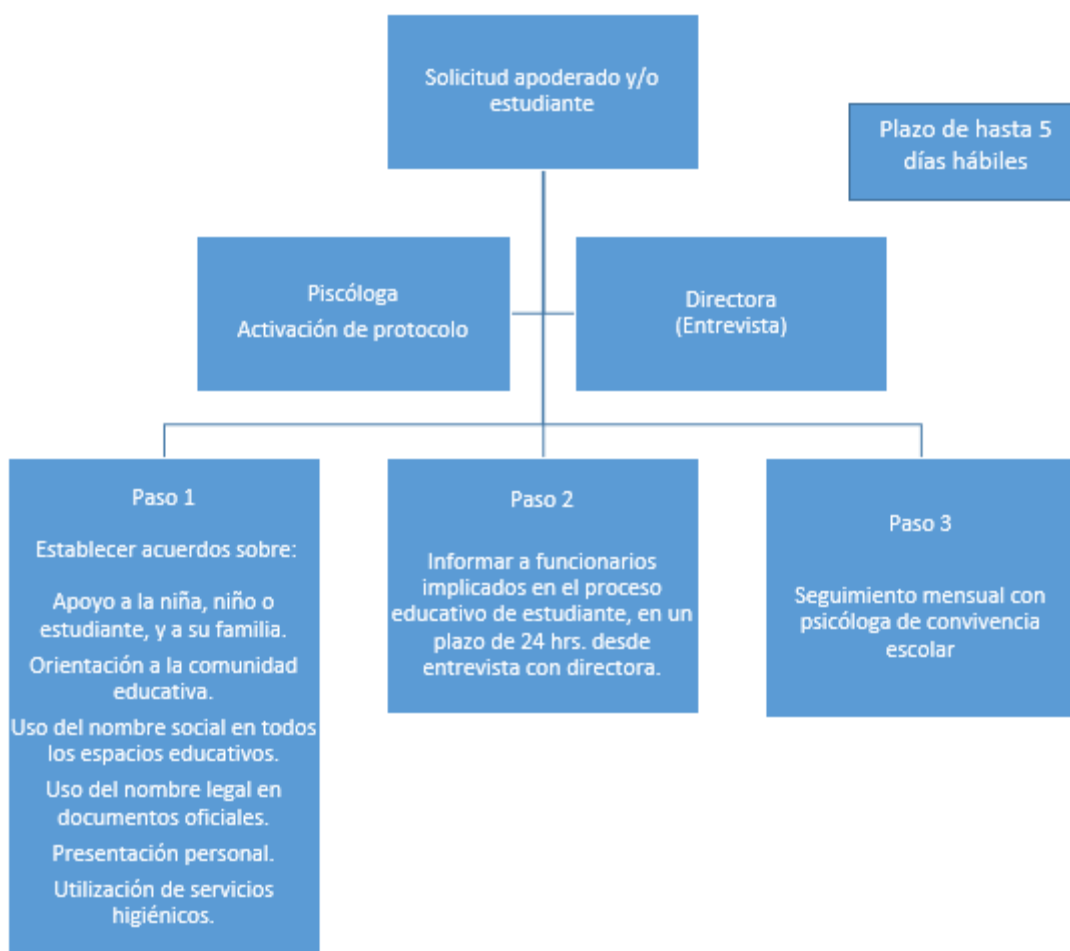 Solicitud apoderado y/o
estudiante
Plazo de hasta 5
días hábiles
Piscóloga
Activación de protocolo
Directora
(Entrevista)
Paso 1
Establecer acuerdos sobre:
Apoyo a la niña, niño o
estudiante, y a su familia.
Orientación a la comunidad
educativa.
Uso del nombre social en todos
los espacios educativos.
Uso del nombre legal en
documentos oficiales.
Presentación personal.
Utilización de servicios
higiénicos.
Paso 2
Informar a funcionarios
implicados en el proceso
educativo de estudiante, en un
plazo de 24 hrs. desde
entrevista con directora.
Paso 3
Seguimiento mensual con
psicóloga de convivencia
escolar